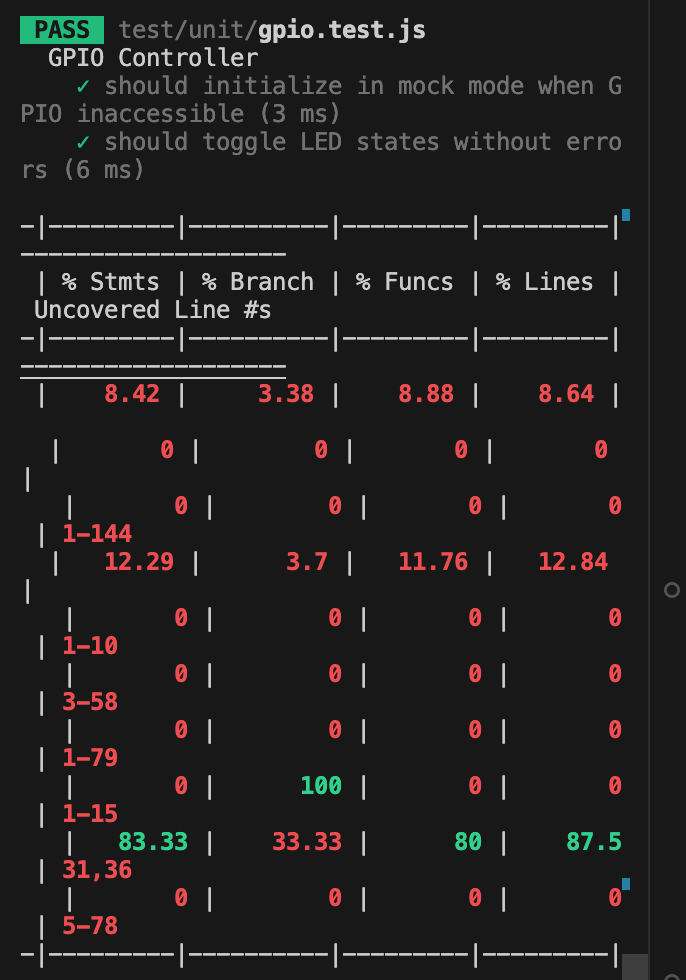 PASS test/unit/gpio.test.js
GPIO Controller
✓ should initialize in mock mode when G
PIO inaccessible (3 ms)
✓ should toggle LED states without erro
rs (6 ms)
-|---------|----------|---------|---------|
-------------------
| % Stmts | % Branch | % Funcs | % Lines |
Uncovered Line #s
-|---------|----------|---------|---------|
-------------------
| 8.42 | 3.38 | 8.88 | 8.64 |
| 0 | 0 | 0 | 0
|
| 0 | 0 | 0 | 0
| 1-144
| 12.29 | 3.7 | 11.76 | 12.84
|
| 0 | 0 | 0 | 0
| 1-10
| 0 | 0 | 0 | 0
| 3-58
| 0 | 0 | 0 | 0
| 1-79
| 0 | 100 | 0 | 0
| 1-15
| 83.33 | 33.33 | 80 | 87.5
| 31,36
| 0 | 0 | 0 | 0
| 5-78
-|---------|----------|---------|---------|